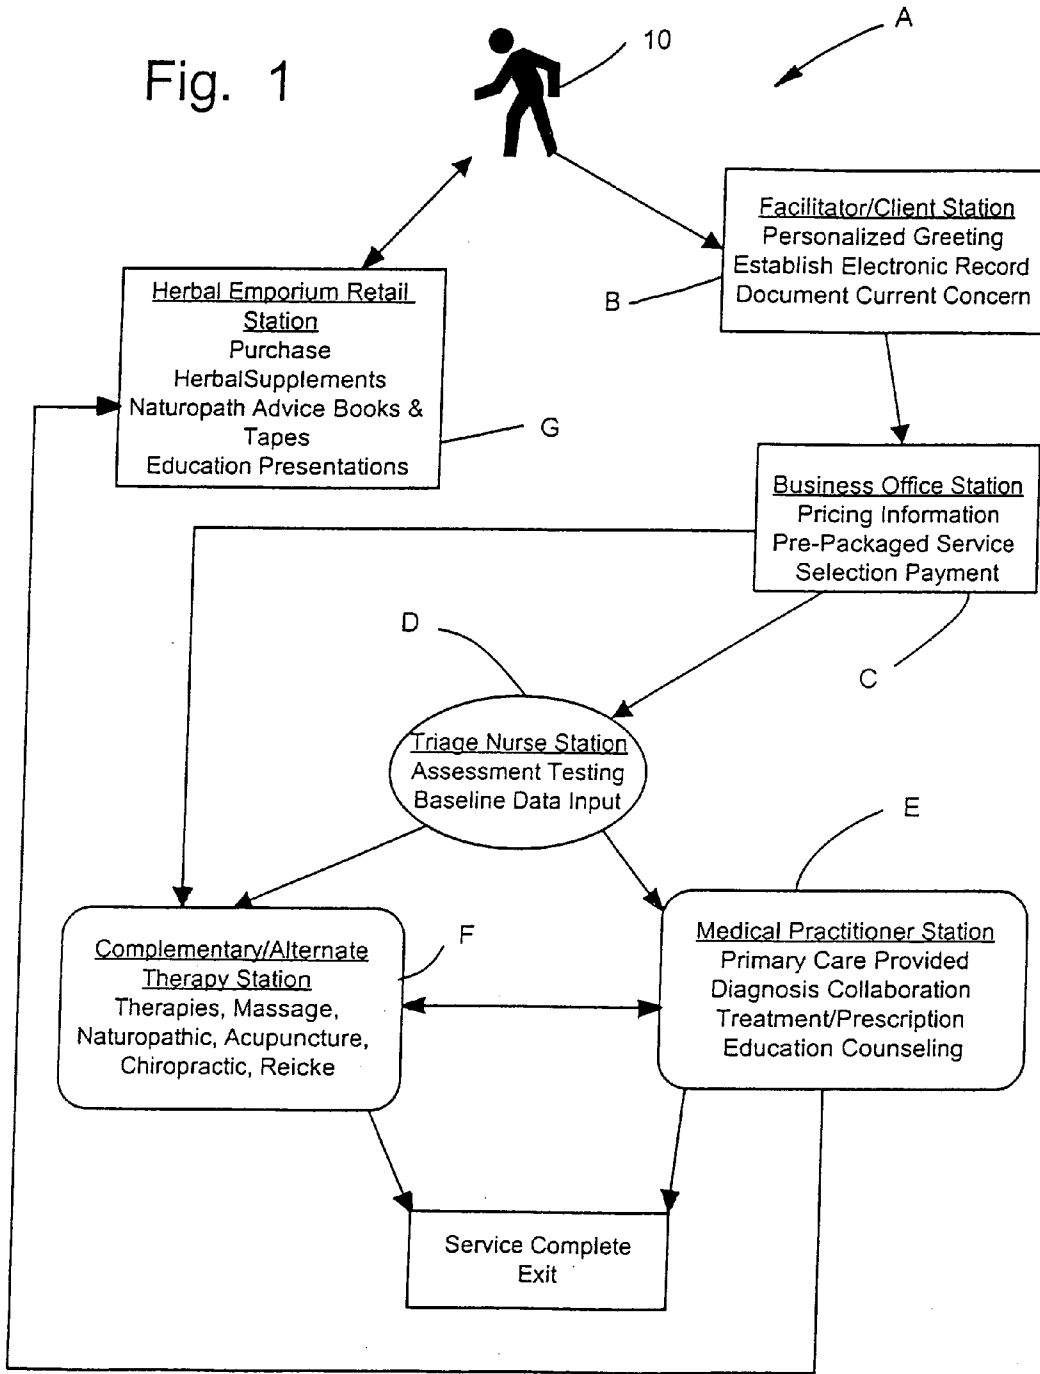 Fig. 1
10
A
Facilitator/Client Station
Personalized Greeting
Establish Electronic Record
Document Current Concern
B
Herbal Emporium Retail
Station
Purchase
HerbalSupplements
Naturopath Advice Books &
Tapes
Education Presentations
G
Business Office Station
Pricing Information
Pre-Packaged Service
Selection Payment
C
D
Triage Nurse Station
Assessment Testing
Baseline Data Input
E
Complementary/Alternate
Therapy Station
Therapies, Massage,
Naturopathic, Acupuncture,
Chiropractic, Reicke
F
Medical Practitioner Station
Primary Care Provided
Diagnosis Collaboration
Treatment/Prescription
Education Counseling
Service Complete
Exit